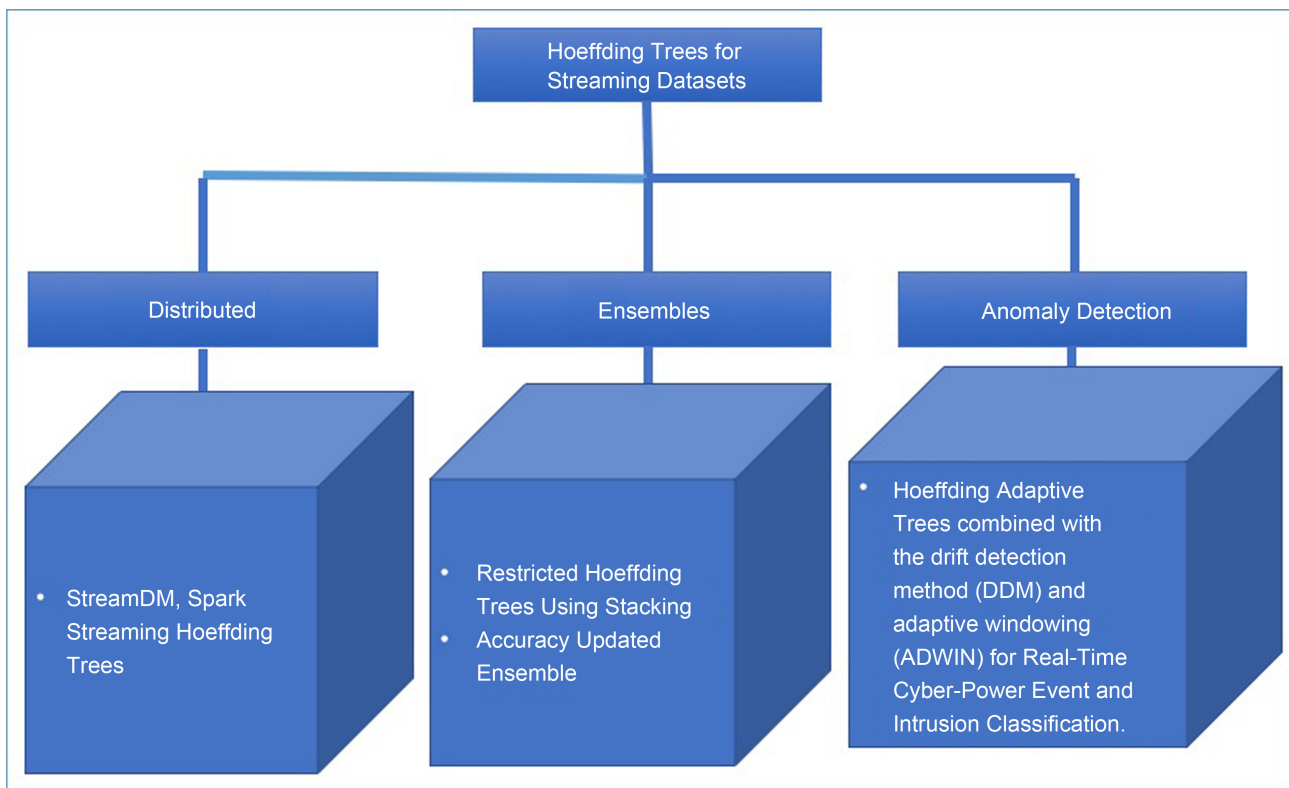 Hoeffding Trees for
Streaming Datasets
Distributed
Ensembles
Anomaly Detection
• StreamDM, Spark
Streaming Hoeffding
Trees
• Restricted Hoeffding
Trees Using Stacking
• Accuracy Updated
Ensemble
• Hoeffding Adaptive
Trees combined with
the drift detection
method (DDM) and
adaptive windowing
(ADWIN) for Real-Time
Cyber-Power Event and
Intrusion Classification.